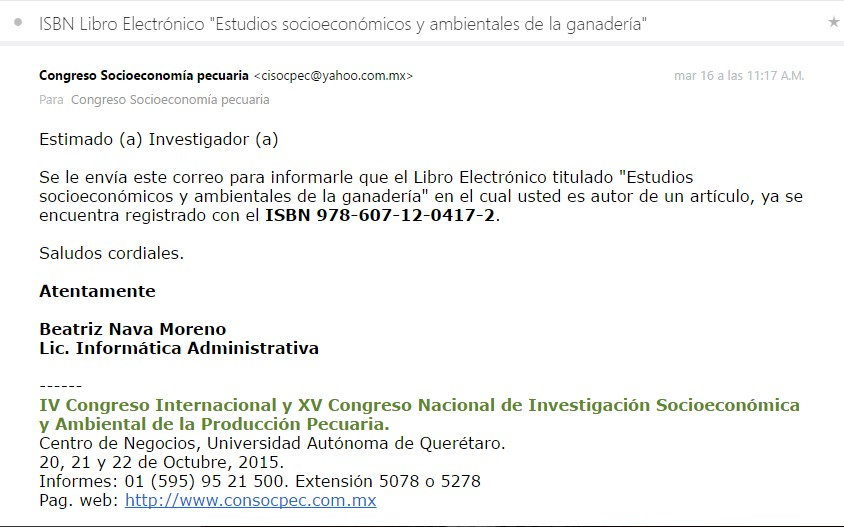 ISBN Libro Electrónico "Estudios socioeconómicos y ambientales de la ganadería"
Congreso Socioeconomía pecuaria <cisocpec@yahoo.com.mx>
mar 16 a las 11:17 A.M.
Para Congreso Socioeconomía pecuaria
Estimado (a) Investigador (a)
Se le envía este correo para informarle que el Libro Electrónico titulado "Estudios
socioeconómicos y ambientales de la ganadería" en el cual usted es autor de un artículo, ya se
encuentra registrado con el ISBN 978-607-12-0417-2.
Saludos cordiales.
Atentamente
Beatriz Nava Moreno
Lic. Informática Administrativa
------
IV Congreso Internacional y XV Congreso Nacional de Investigación Socioeconómica
y Ambiental de la Producción Pecuaria.
Centro de Negocios, Universidad Autónoma de Querétaro.
20, 21 y 22 de Octubre, 2015.
Informes: 01 (595) 95 21 500. Extensión 5078 o 5278
Pag. web: http://www.consocpec.com.mx